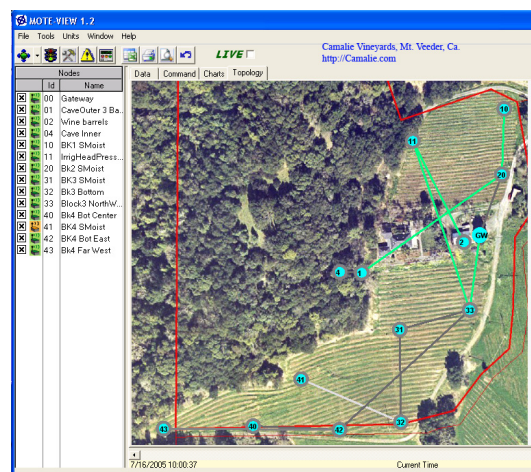 MOTE-VIEW 1.2
File Tools Units Window Help
LIVE
Camalie Vineyards, Mt. Veeder, Ca.
http://Camalie.com
Nodes
Data Command Charts Topology
Id Name
00 Gateway
01 CaveOuter 3 Ba...
02 Wine barrels
04 Cave Inner
10 BK1 SMoist
11 IrrigHeadPress...
20 Bk2 SMoist
31 BK3 SMoist
32 Bk3 Bottom
33 Block3 NorthW...
40 Bk4 Bot Center
41 BK4 SMoist
42 BK4 Bot East
43 Bk4 Far West
10
11
20
GW
2
4 1
33
31
41
32
40
42
43
7/16/2005 10:00:37 Current Time